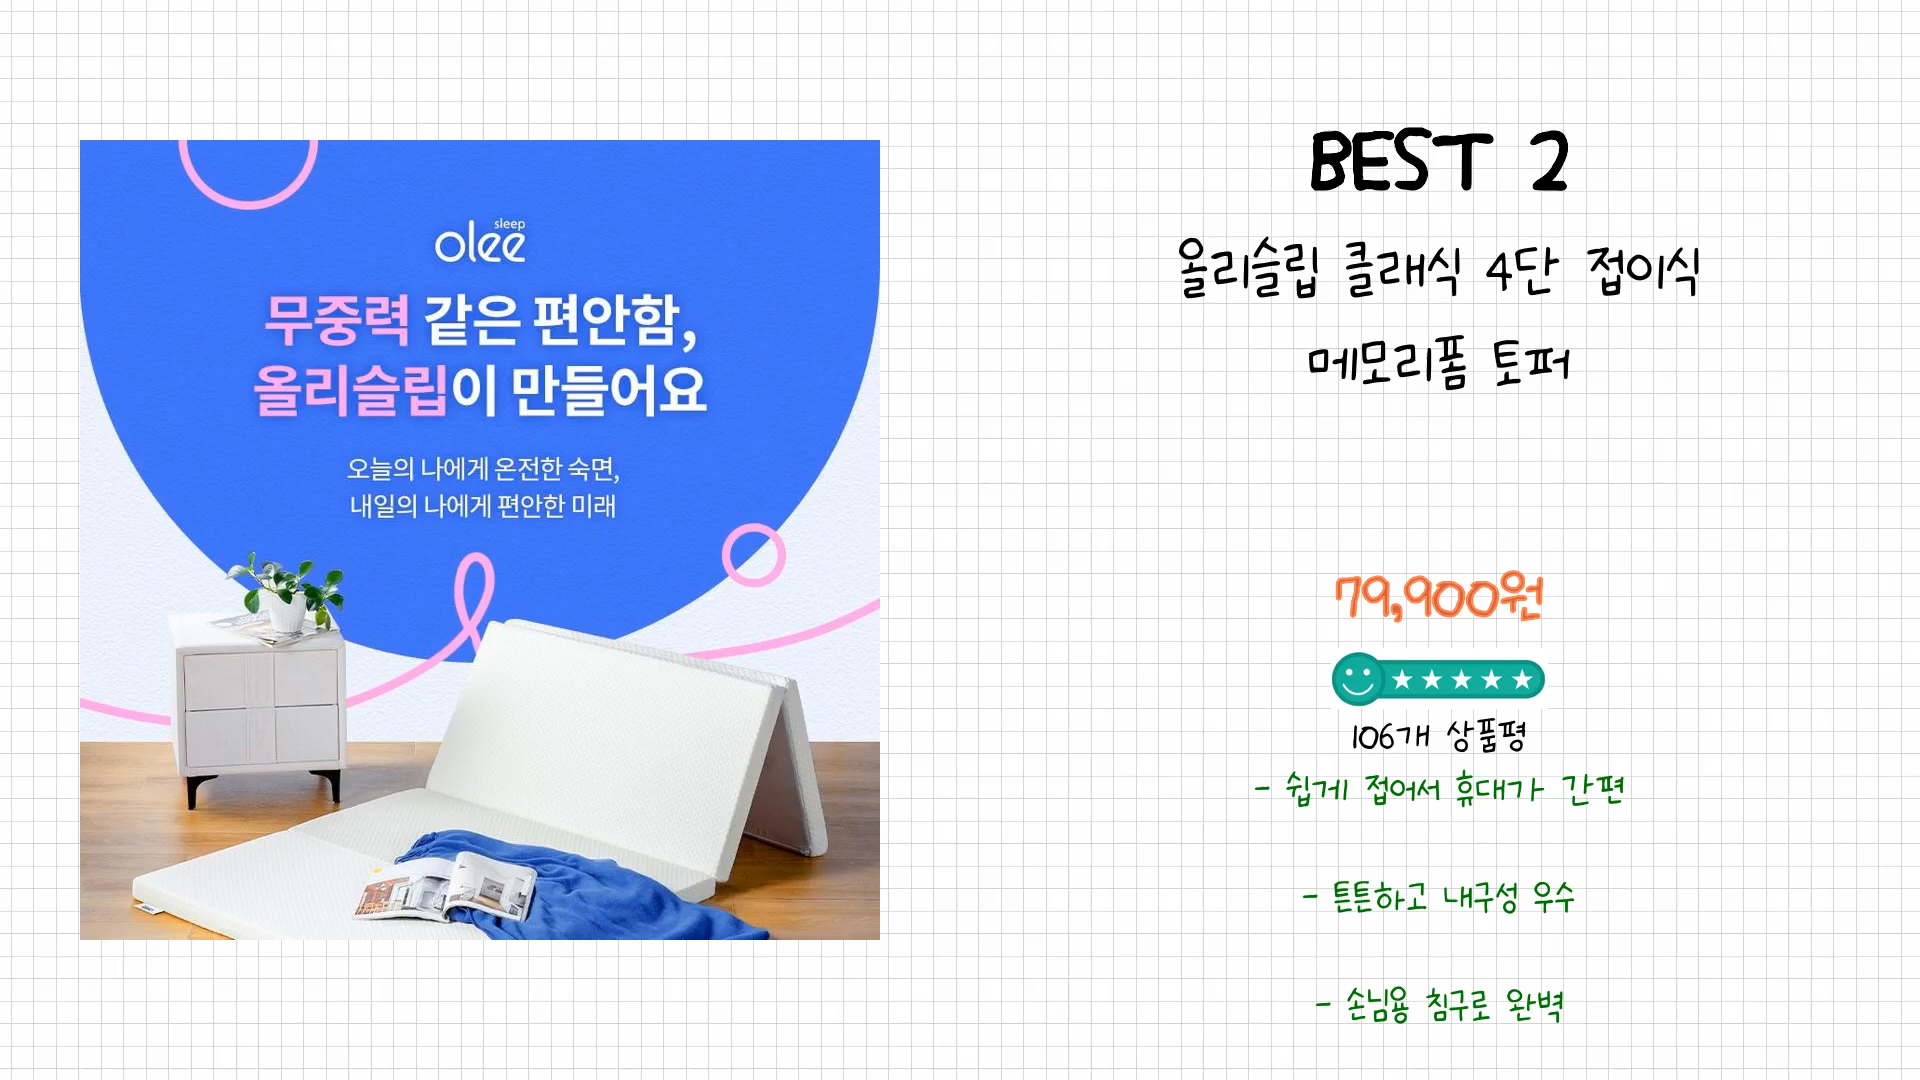 sleep
olee
무중력 같은 편안함,
올리슬립이 만들어요
오늘의 나에게 온전한 숙면,
내일의 나에게 편안한 미래
BEST 2
올리슬립 클래식 4단 접이식
메모리폼 토퍼
79,900원
106개 상품평
- 쉽게 접어서 휴대가 간편
- 튼튼하고 내구성 우수
- 손님용 침구로 완벽